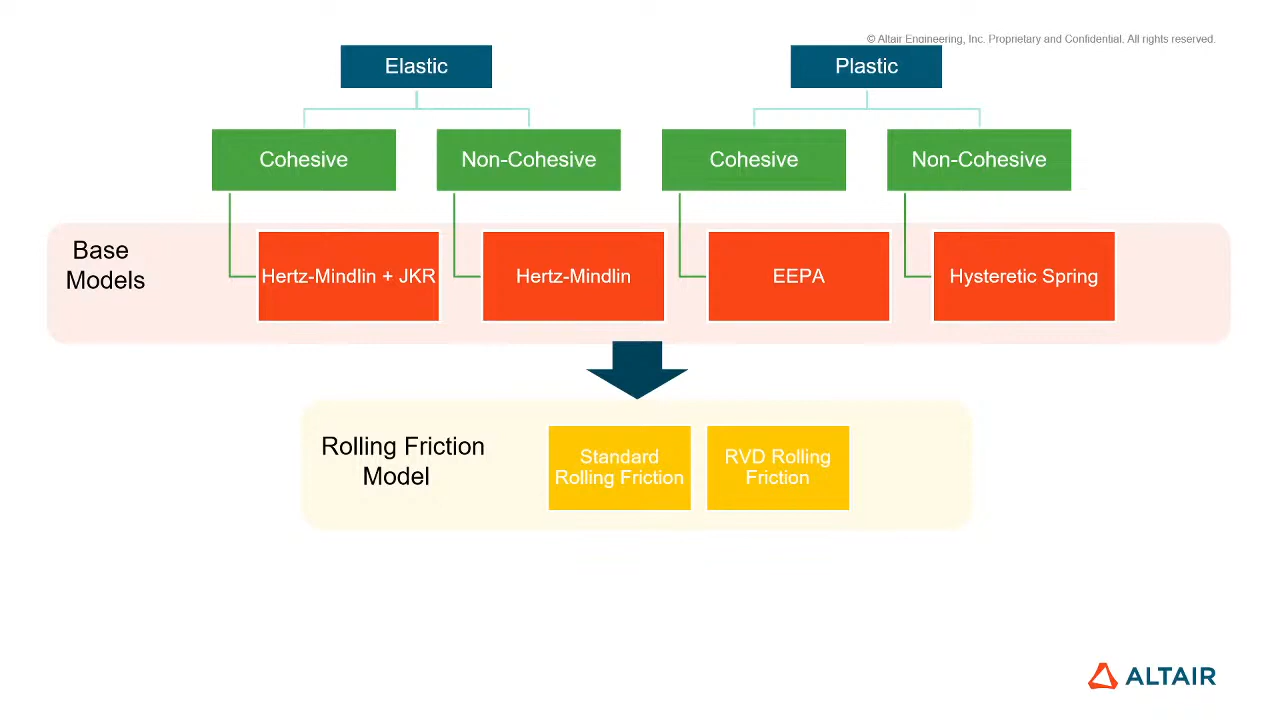 © Altair Engineering, Inc. Proprietary and Confidential. All rights reserved.
Elastic
Plastic
Cohesive
Non-Cohesive
Cohesive
Non-Cohesive
Base
Models
Hertz-Mindlin + JKR
Hertz-Mindlin
EEPA
Hysteretic Spring
Rolling Friction
Model
Standard
Rolling Friction
RVD Rolling
Friction
ALTAIR